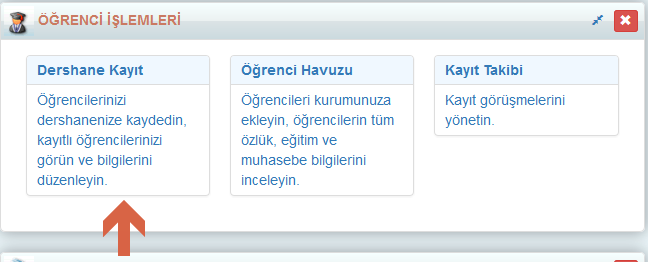 ÖĞRENCİ İŞLEMLERİ
Dershane Kayıt
Öğrencilerinizi
dershanenize kaydedin,
kayıtlı öğrencilerinizi
görün ve bilgilerini
düzenleyin.
Öğrenci Havuzu
Öğrencileri kurumunuza
ekleyin, öğrencilerin tüm
özlük, eğitim ve
muhasebe bilgilerini
inceleyin.
Kayıt Takibi
Kayıt görüşmelerini
yönetin.